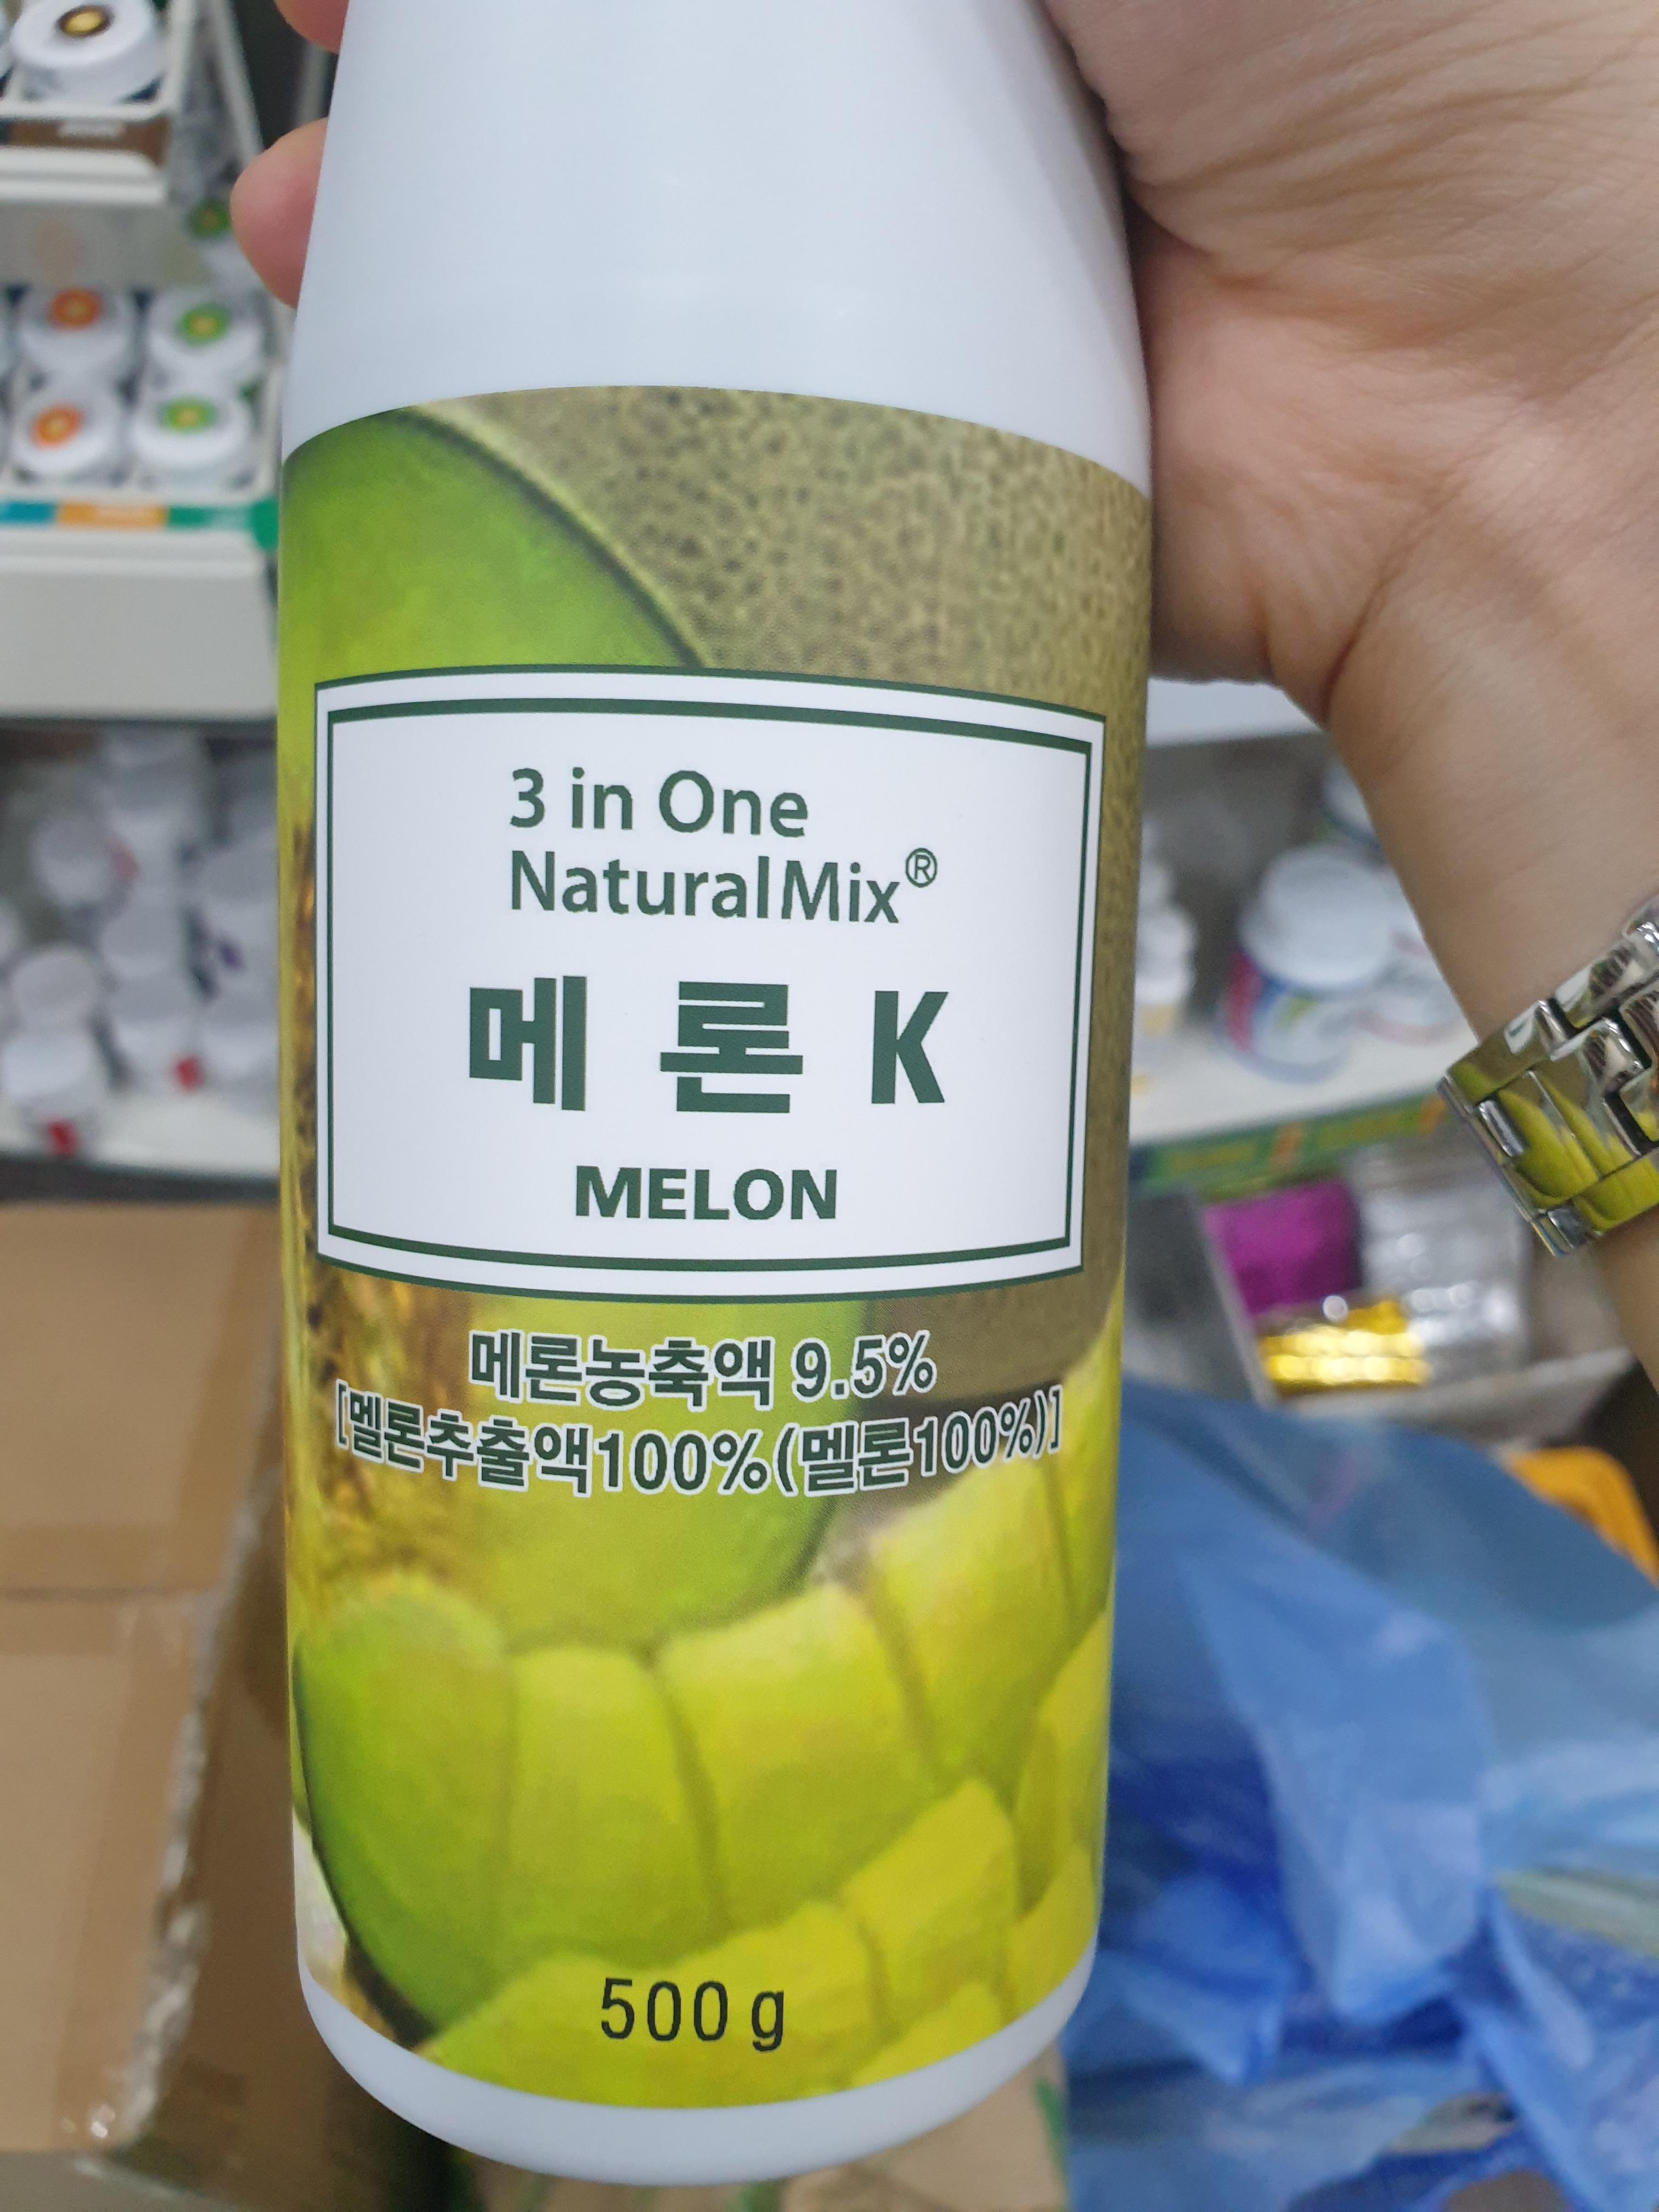 3 in One
NaturalMix®
메 론 K
MELON
메론농축액 9.5%
[멜론추출액100%(멜론100%)]
500 g